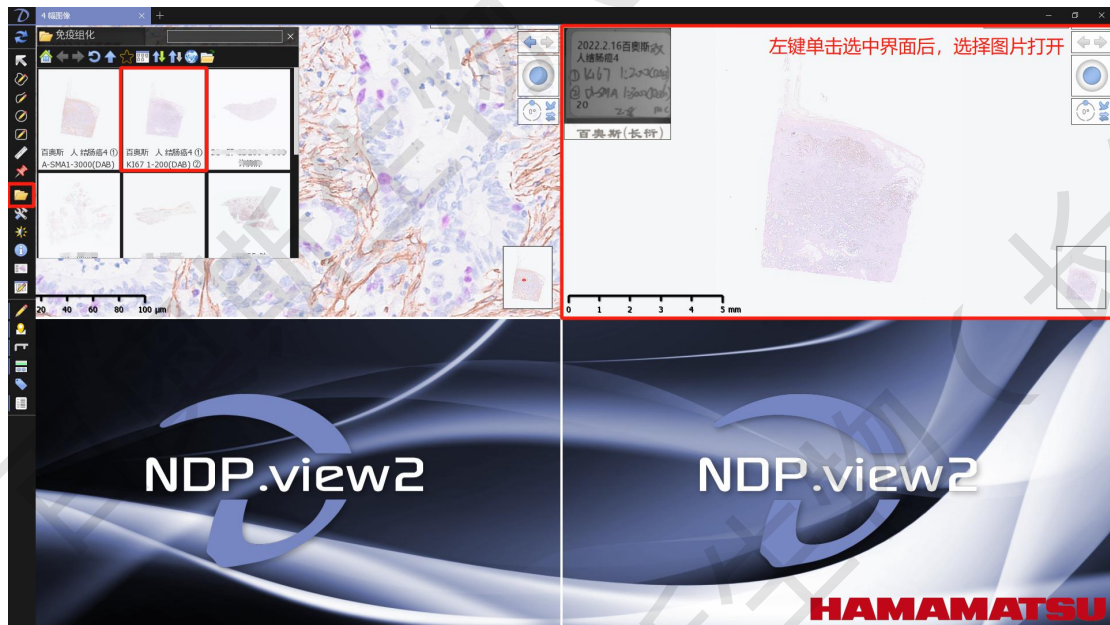 4 幅图像
免疫组化
百奥斯 人 结肠癌4 ①
A-SMA1-3000(DAB)
百奥斯 人 结肠癌4 ①
KI67 1-200(DAB) ②
20 40 60 80 100 µm
2022.2.16百奥斯
人结肠癌4
① Ki67 1:200(DAB)
20
百奥斯(长衍)
左键单击选中界面后，选择图片打开
0°
0°
0 1 2 3 4 5 mm
NDP.view2
NDP.view2
HAMAMATSU